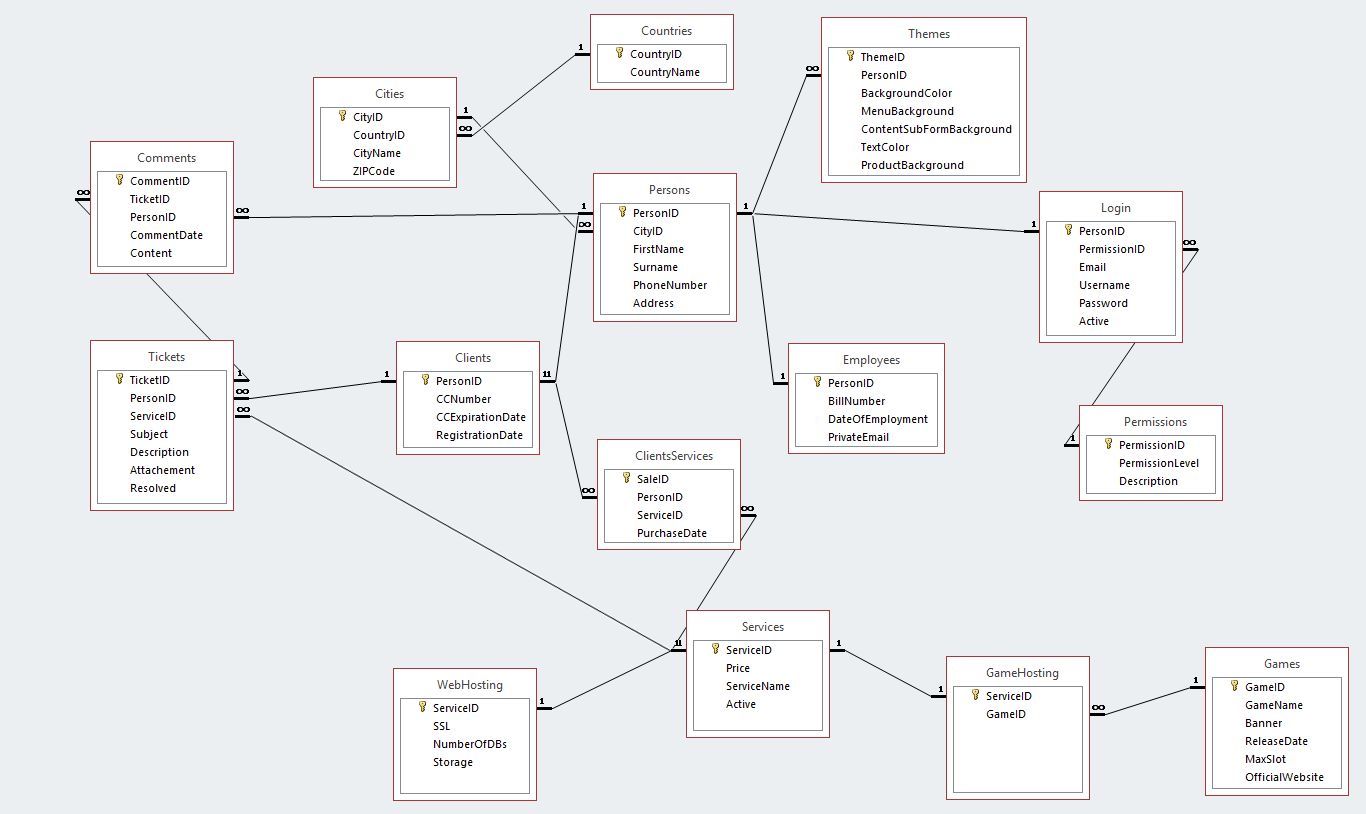 Countries
CountryID
CountryName
Themes
ThemeID
PersonID
BackgroundColor
MenuBackground
ContentSubFormBackground
TextColor
ProductBackground
Cities
CityID
CountryID
CityName
ZIPCode
Comments
CommentID
TicketID
PersonID
CommentDate
Content
Persons
PersonID
CityID
FirstName
Surname
PhoneNumber
Address
Login
PersonID
PermissionID
Email
Username
Password
Active
Tickets
TicketID
PersonID
ServiceID
Subject
Description
Attachement
Resolved
Clients
PersonID
CCNumber
CCExpirationDate
RegistrationDate
Employees
PersonID
BillNumber
DateOfEmployment
PrivateEmail
Permissions
PermissionID
PermissionLevel
Description
ClientsServices
SaleID
PersonID
ServiceID
PurchaseDate
Services
ServiceID
Price
ServiceName
Active
WebHosting
ServiceID
SSL
NumberOfDBs
Storage
GameHosting
ServiceID
GameID
Games
GameID
GameName
Banner
ReleaseDate
MaxSlot
OfficialWebsite
1
∞
1
∞
∞
∞
1
∞
1
1
∞
1
∞
∞
1
11
1
1
∞
∞
11
1
1
1
∞
1